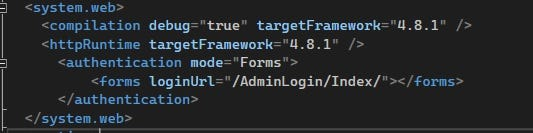 <system.web>
<compilation debug="true" targetFramework="4.8.1" />
<httpRuntime targetFramework="4.8.1" />
<authentication mode="Forms">
<forms loginUrl="/AdminLogin/Index/"></forms>
</authentication>
</system.web>